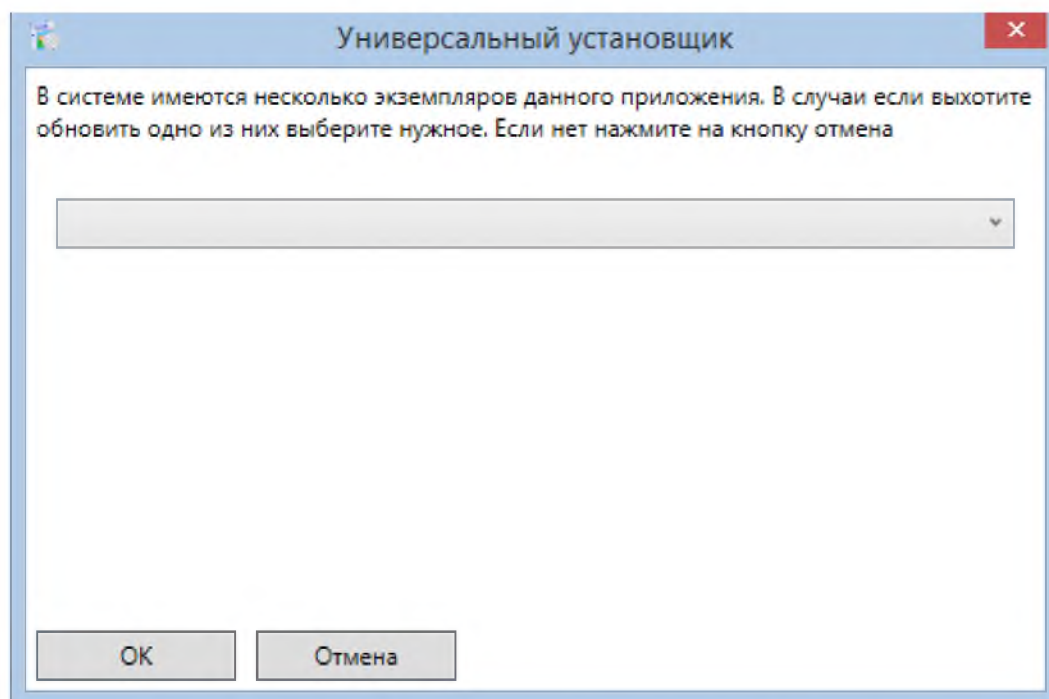 Универсальный установщик
В системе имеются несколько экземпляров данного приложения. В случаи если выхотите
обновить одно из них выберите нужное. Если нет нажмите на кнопку отмена
OK
Отмена